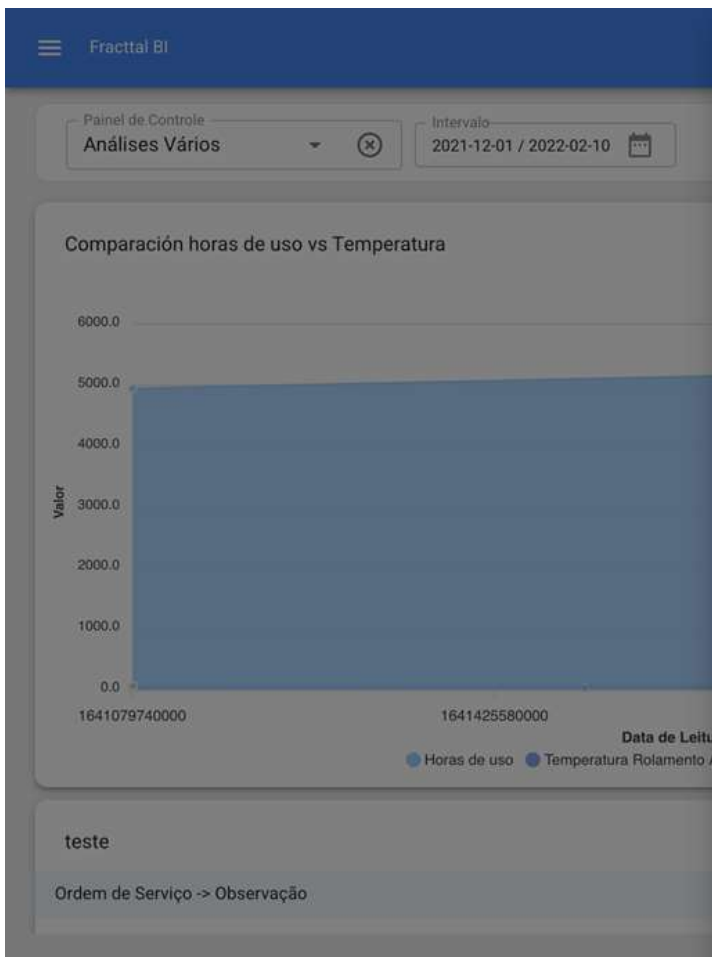 Fracttal BI
Painel de Controle
Análises Vários
Intervalo
2021-12-01 / 2022-02-10
Comparación horas de uso vs Temperatura
6000.0
5000.0
4000.0
3000.0
2000.0
1000.0
0.0
Valor
1641079740000
1641425580000
Data de
Horas de uso
Temperatura Rolamento
teste
Ordem de Serviço -> Observação